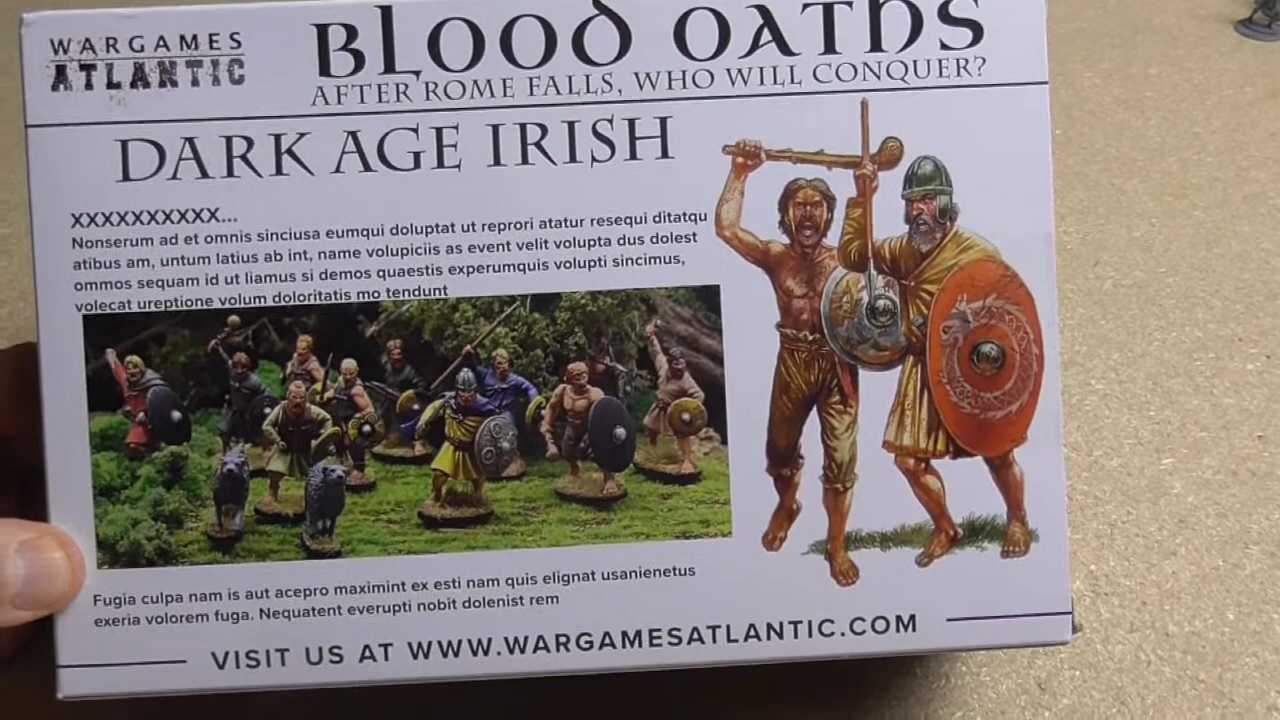 WARGAMES
ATLANTIC
BLOOD OATHS
AFTER ROME FALLS, WHO WILL CONQUER?
DARK AGE IRISH
XXXXXXXXXX...
Nonserum ad et omnis sinciusa eumqui doluptat ut reprori atatur resequi ditatqu
atibus am, untum latius ab int, name volupiciis as event velit volupta dus dolest
ommos sequam id ut liamus si demos quaestis experumquis volupti sincimus,
volecat ureptione volum doloritatis mo tendunt
Fugia culpa nam is aut acepro maximint ex esti nam quis elignat usanienetus
exeria volorem fuga. Nequatent everupti nobit dolenist rem
VISIT US AT WWW.WARGAMESATLANTIC.COM